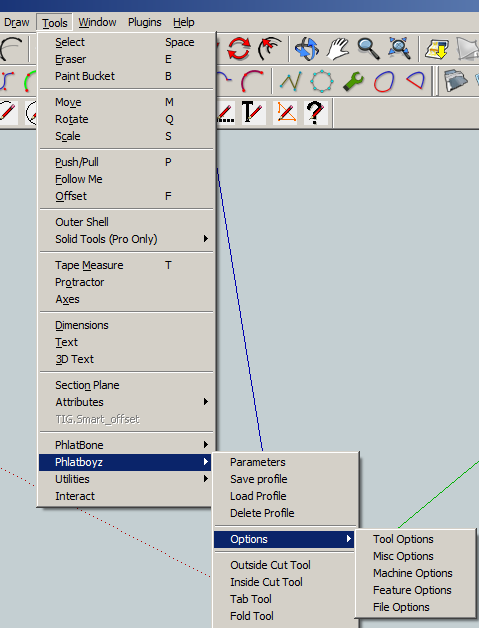 Draw Tools Window Plugins Help
Select Space
Eraser E
Paint Bucket B
Move M
Rotate Q
Scale S
Push/Pull P
Follow Me
Offset F
Outer Shell
Solid Tools (Pro Only)
Tape Measure T
Protractor
Axes
Dimensions
Text
3D Text
Section Plane
Attributes
TIG.Smart_offset
PhlatBone
Phlatboyz
Utilities
Interact
Parameters
Save profile
Load Profile
Delete Profile
Options
Outside Cut Tool
Inside Cut Tool
Tab Tool
Fold Tool
Tool Options
Misc Options
Machine Options
Feature Options
File Options